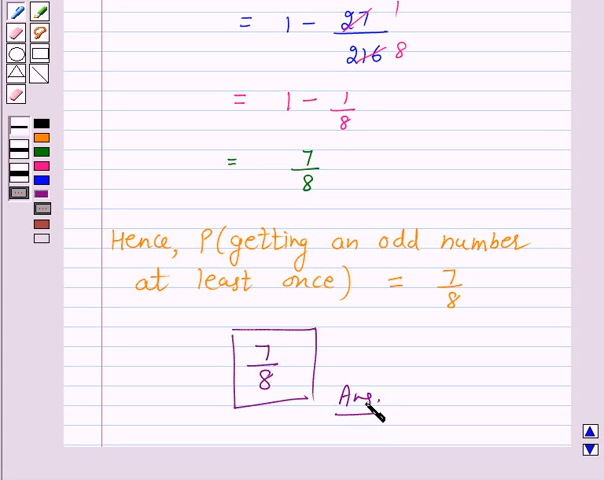 = 1 - 27/216 1 8
= 1 - 1/8
= 7/8
Hence, P(getting an odd number
at least once) = 7/8
7/8
Ans.